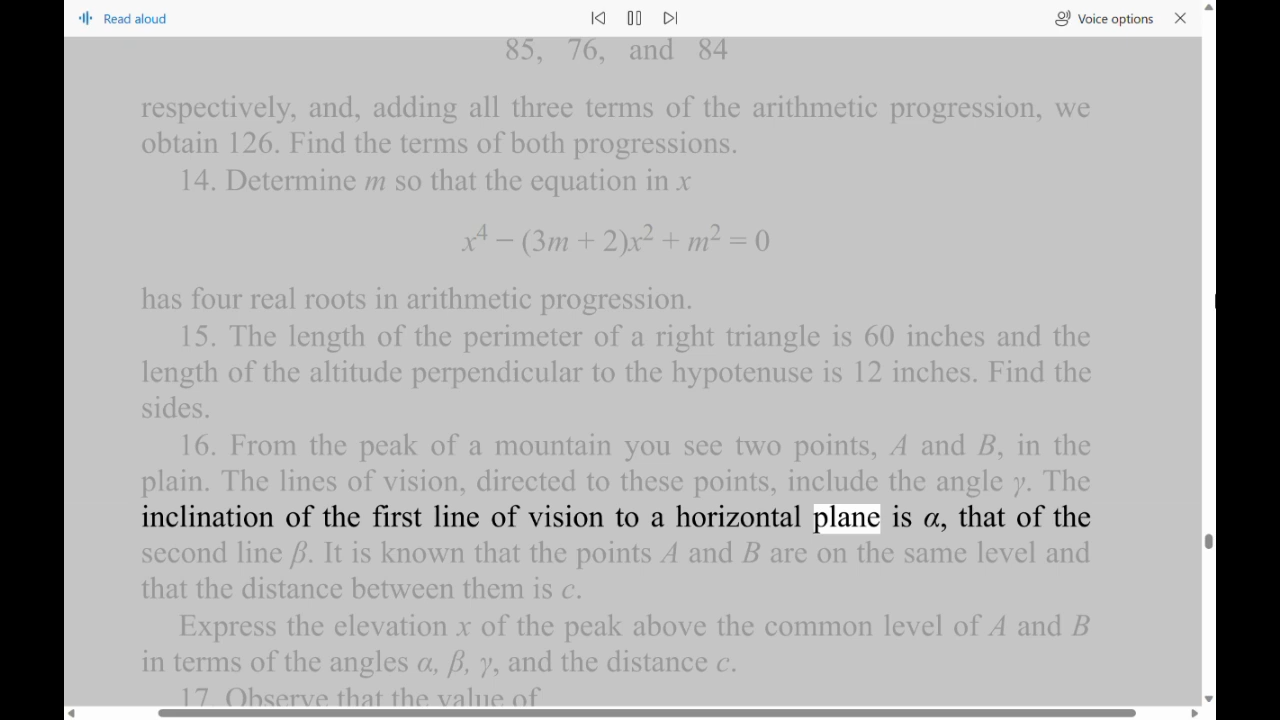 Read aloud
Voice options
85, 76, and 84
respectively, and, adding all three terms of the arithmetic progression, we
obtain 126. Find the terms of both progressions.
14. Determine m so that the equation in x
x⁴ − (3m + 2)x² + m² = 0
has four real roots in arithmetic progression.
15. The length of the perimeter of a right triangle is 60 inches and the
length of the altitude perpendicular to the hypotenuse is 12 inches. Find the
sides.
16. From the peak of a mountain you see two points, A and B, in the
plain. The lines of vision, directed to these points, include the angle γ. The
inclination of the first line of vision to a horizontal plane is α, that of the
second line β. It is known that the points A and B are on the same level and
that the distance between them is c.
Express the elevation x of the peak above the common level of A and B
in terms of the angles α, β, γ, and the distance c.
17. Observe that the value of